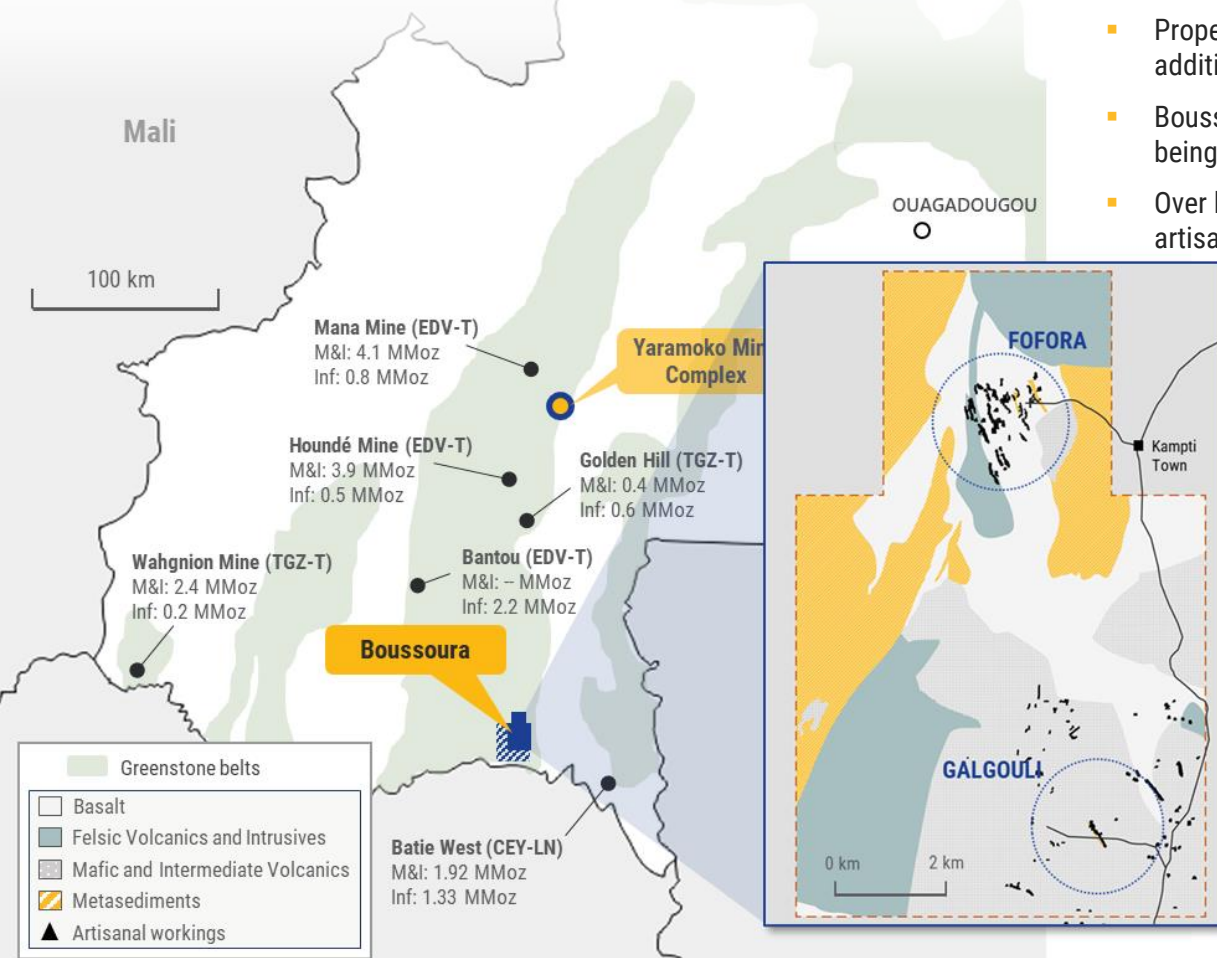 Mali
100 km
OUAGADOUGOU
Mana Mine (EDV-T)
M&I: 4.1 MMoz
Inf: 0.8 MMoz
Yaramoko Min
Complex
Houndé Mine (EDV-T)
M&I: 3.9 MMoz
Inf: 0.5 MMoz
Golden Hill (TGZ-T)
M&I: 0.4 MMoz
Inf: 0.6 MMoz
Wahgnion Mine (TGZ-T)
M&I: 2.4 MMoz
Inf: 0.2 MMoz
Bantou (EDV-T)
M&I: -- MMoz
Inf: 2.2 MMoz
Boussoura
Batie West (CEY-LN)
M&I: 1.92 MMoz
Inf: 1.33 MMoz
Greenstone belts
Basalt
Felsic Volcanics and Intrusives
Mafic and Intermediate Volcanics
Metasediments
Artisanal workings
Prope
additi
Bouss
being
Over
artisa
FOFORA
Kampti
Town
GALGOULI
0 km
2 km